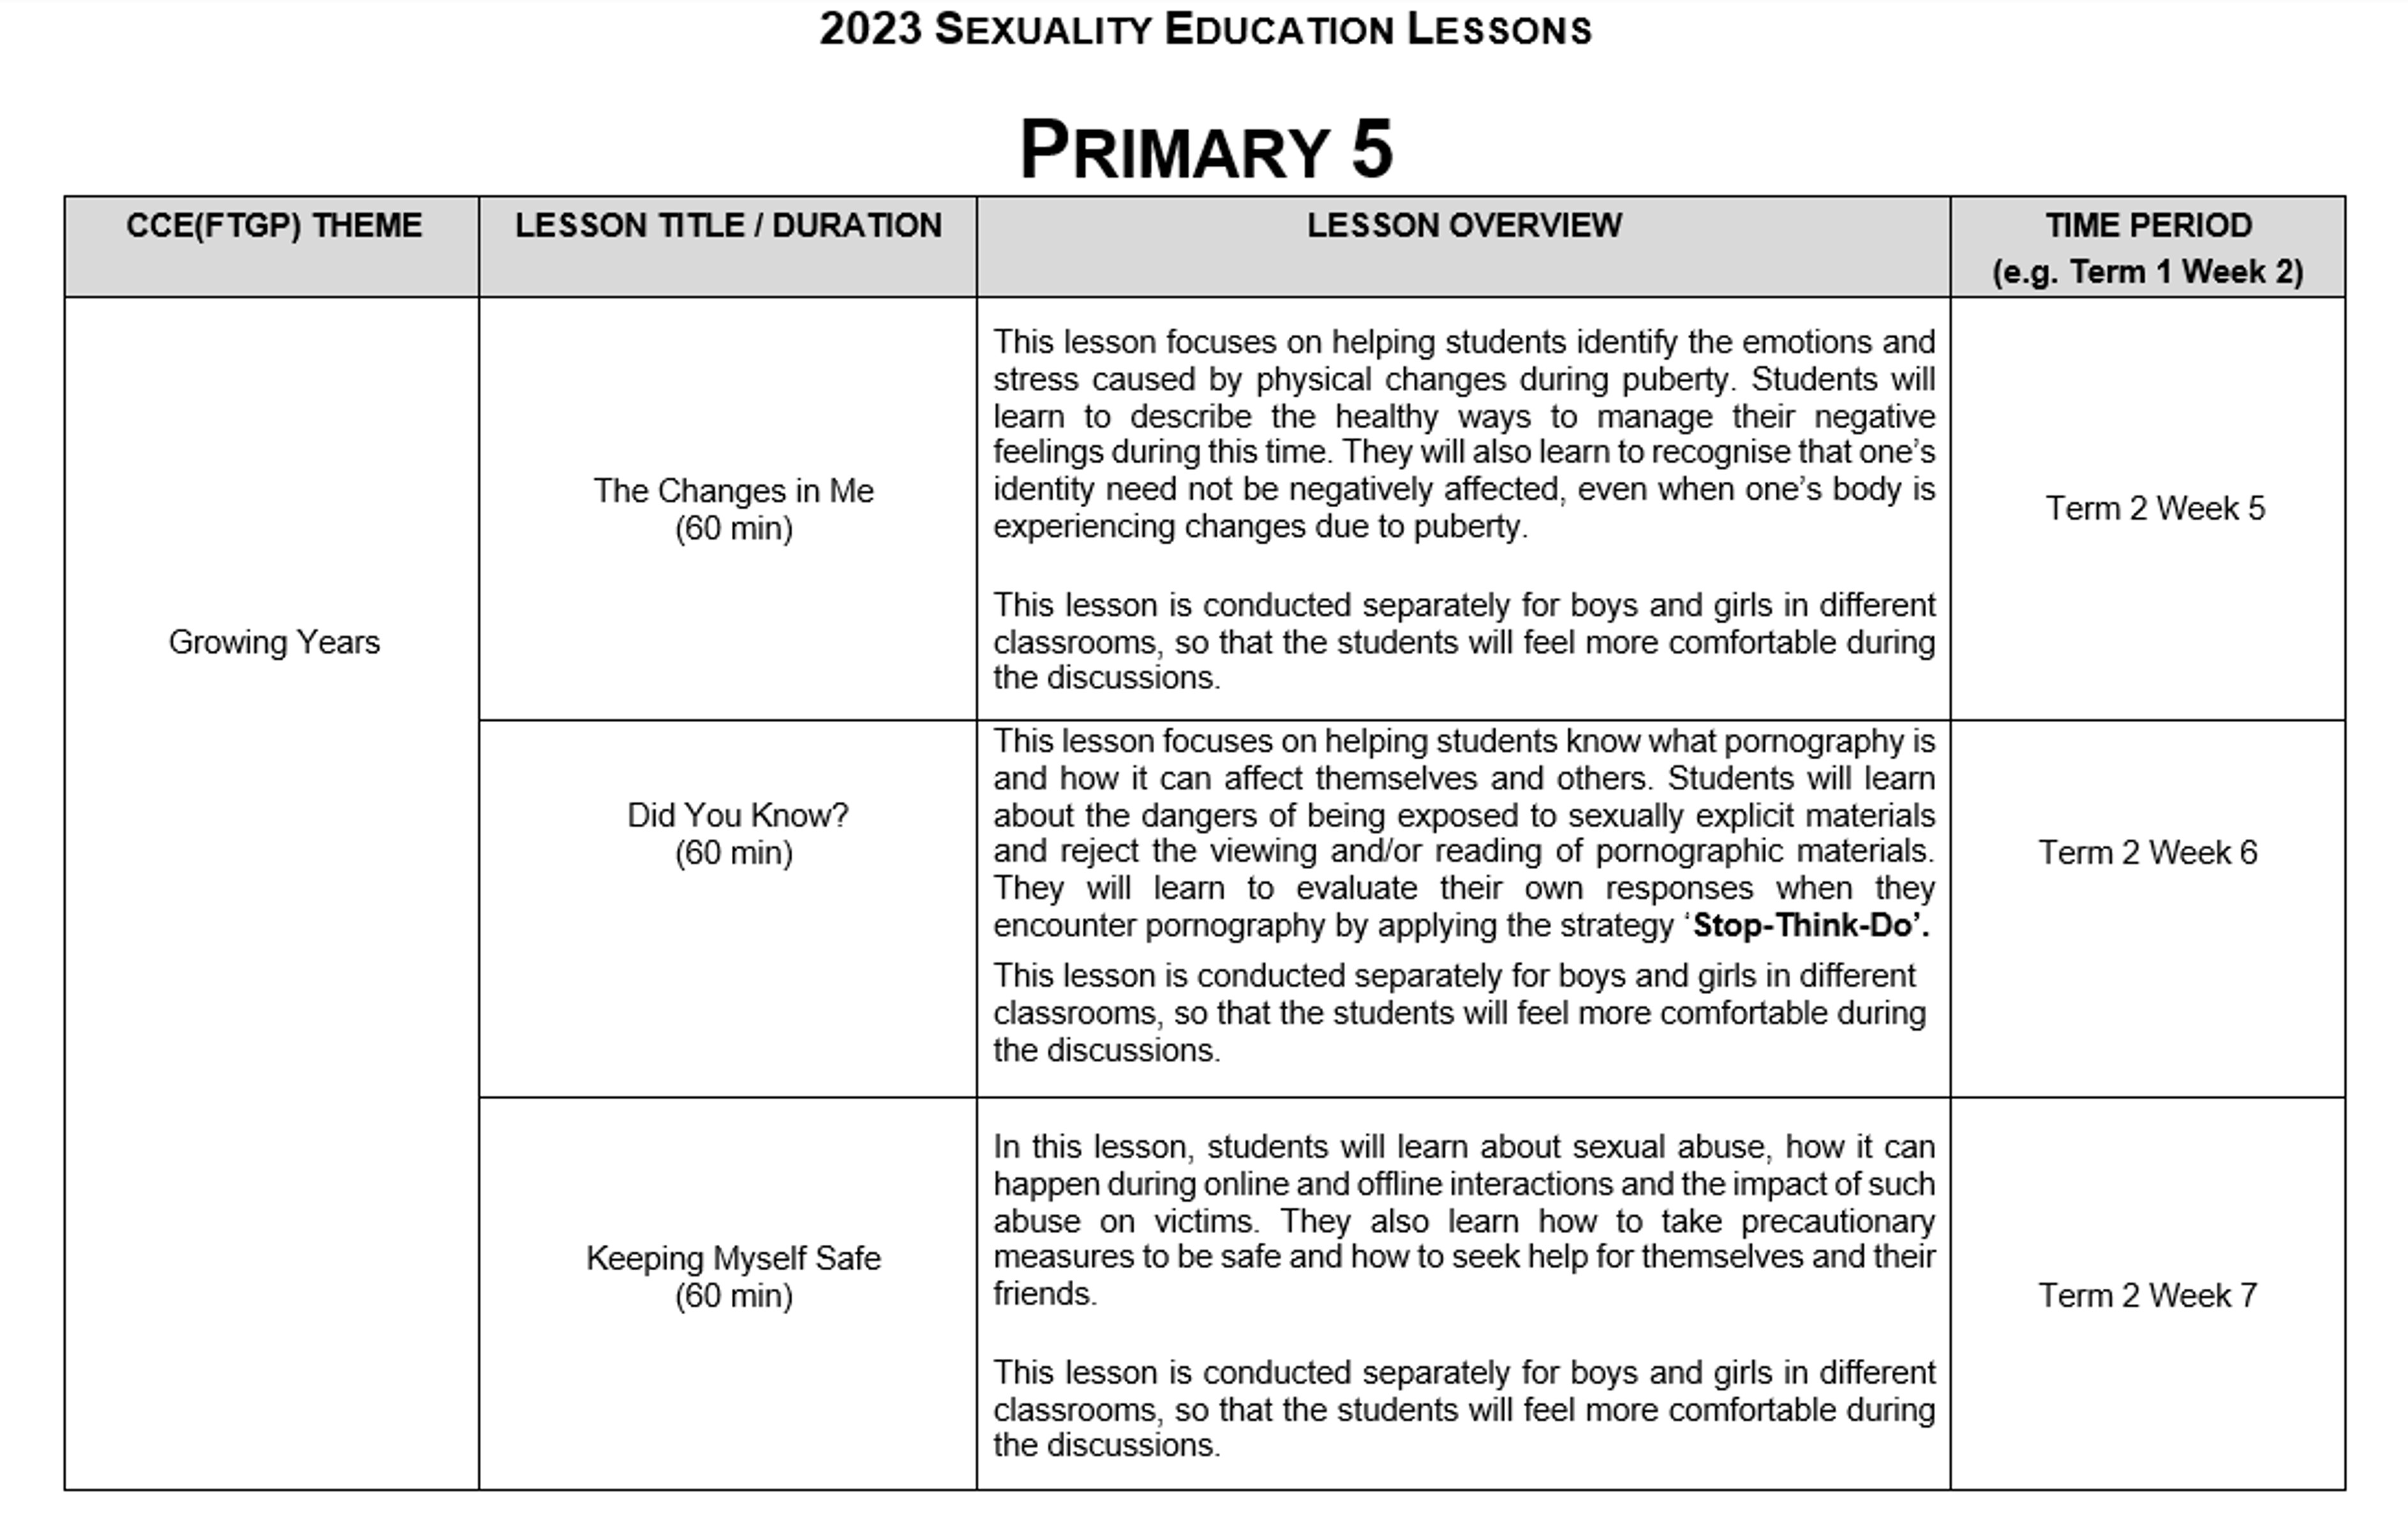 2023 SEXUALITY EDUCATION LESSONS
PRIMARY 5
CCE(FTGP) THEME
LESSON TITLE / DURATION
LESSON OVERVIEW
TIME PERIOD
(e.g. Term 1 Week 2)
Growing Years
The Changes in Me
(60 min)
This lesson focuses on helping students identify the emotions and
stress caused by physical changes during puberty. Students will
learn to describe the healthy ways to manage their negative
feelings during this time. They will also learn to recognise that one’s
identity need not be negatively affected, even when one’s body is
experiencing changes due to puberty.
This lesson is conducted separately for boys and girls in different
classrooms, so that the students will feel more comfortable during
the discussions.
Term 2 Week 5
Did You Know?
(60 min)
This lesson focuses on helping students know what pornography is
and how it can affect themselves and others. Students will learn
about the dangers of being exposed to sexually explicit materials
and reject the viewing and/or reading of pornographic materials.
They will learn to evaluate their own responses when they
encounter pornography by applying the strategy ‘Stop-Think-Do’.
This lesson is conducted separately for boys and girls in different
classrooms, so that the students will feel more comfortable during
the discussions.
Term 2 Week 6
Keeping Myself Safe
(60 min)
In this lesson, students will learn about sexual abuse, how it can
happen during online and offline interactions and the impact of such
abuse on victims. They also learn how to take precautionary
measures to be safe and how to seek help for themselves and their
friends.
This lesson is conducted separately for boys and girls in different
classrooms, so that the students will feel more comfortable during
the discussions.
Term 2 Week 7